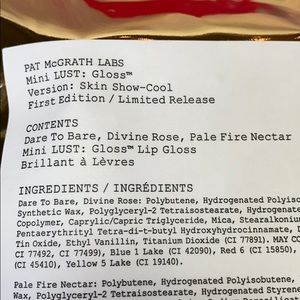 PAT McGRATH LABS
Mini LUST: Gloss™
Version: Skin Show-Cool
First Edition / Limited Release
CONTENTS
Dare To Bare, Divine Rose, Pale Fire Nectar
Mini LUST: Gloss™ Lip Gloss
Brillant à Lèvres
INGREDIENTS / INGRÉDIENTS
Dare To Bare, Divine Rose: Polybutene, Hydrogenated Polyiso
Synthetic Wax, Polyglyceryl-2 Tetraisostearate, Hydrogenate
Copolymer, Caprylic/Capric Triglyceride, Mica, Stearalkoniu
Pentaerythrityl Tetra-di-t-butyl Hydroxyhydrocinnamate, D
Tin Oxide, Ethyl Vanillin, Titanium Dioxide (CI 77891). MAY CO
CI 77492, CI 77499), Blue 1 Lake (CI 42090), Red 6 (CI 15850),
(CI 45410), Yellow 5 Lake (CI 19140).
Pale Fire Nectar: Polybutene, Hydrogenated Polyisobutene,
Wax, Polyglyceryl-2 Tetraisostearate, Hydrogenated Styrene